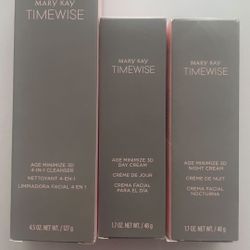 MARY KAY
TIMEWISE
AGE MINIMIZE 3D
4-IN-1 CLEANSER
NETTOYANT 4-EN-1
LIMPIADORA FACIAL 4 EN 1
4.5 OZ. NET WT. / 127 g
MARY KAY
TIMEWISE
AGE MINIMIZE 3D
DAY CREAM
CRÈME DE JOUR
CREMA FACIAL
PARA EL DÍA
1.7 OZ. NET WT. / 48 g
MARY KAY
TIMEWISE
AGE MINIMIZE 3D
NIGHT CREAM
CRÈME DE NUIT
CREMA FACIAL
NOCTURNA
1.7 OZ. NET WT. / 48 g